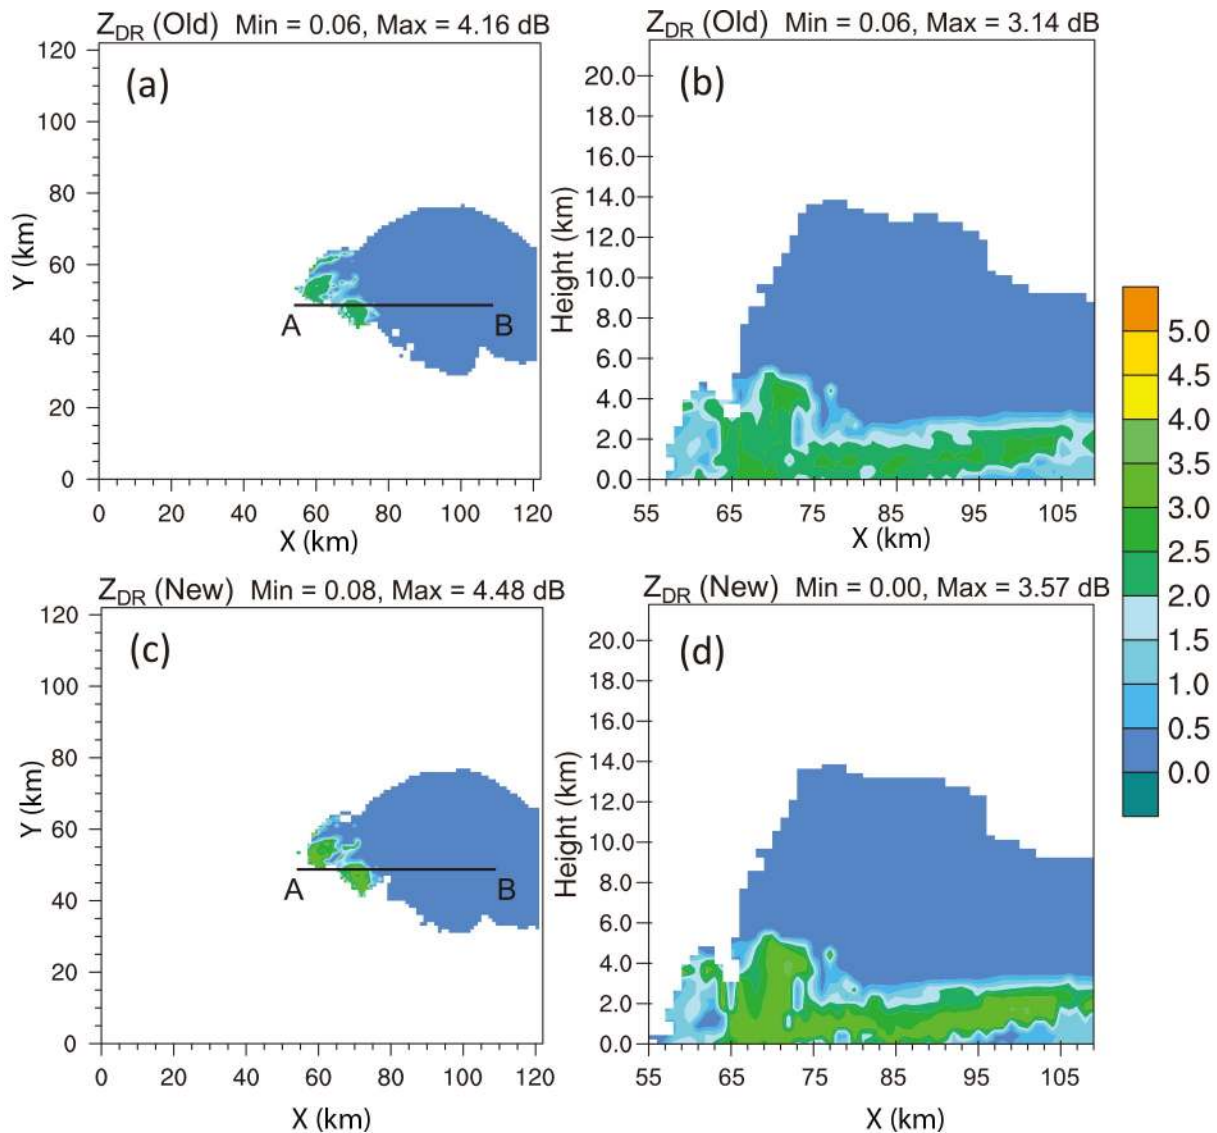 Z_DR (Old) Min = 0.06, Max = 4.16 dB
(a)
120
100
80
60
40
20
0
Y (km)
A B
0 20 40 60 80 100 120
X (km)
Z_DR (Old) Min = 0.06, Max = 3.14 dB
(b)
20.0
18.0
16.0
14.0
12.0
10.0
8.0
6.0
4.0
2.0
0.0
Height (km)
55 65 75 85 95 105
X (km)
Z_DR (New) Min = 0.08, Max = 4.48 dB
(c)
120
100
80
60
40
20
0
Y (km)
A B
0 20 40 60 80 100 120
X (km)
Z_DR (New) Min = 0.00, Max = 3.57 dB
(d)
20.0
18.0
16.0
14.0
12.0
10.0
8.0
6.0
4.0
2.0
0.0
Height (km)
55 65 75 85 95 105
X (km)
5.0
4.5
4.0
3.5
3.0
2.5
2.0
1.5
1.0
0.5
0.0